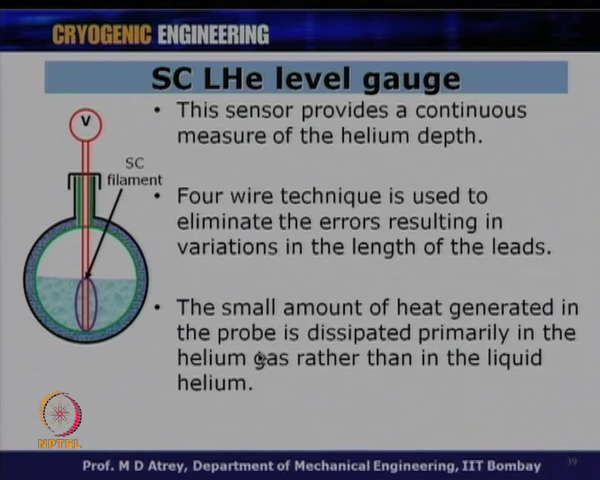 CRYOGENIC ENGINEERING
SC LHe level gauge
V
SC
filament
• This sensor provides a continuous
measure of the helium depth.
• Four wire technique is used to
eliminate the errors resulting in
variations in the length of the leads.
• The small amount of heat generated in
the probe is dissipated primarily in the
helium gas rather than in the liquid
helium.
NPTEL
Prof. M D Atrey, Department of Mechanical Engineering, IIT Bombay
39